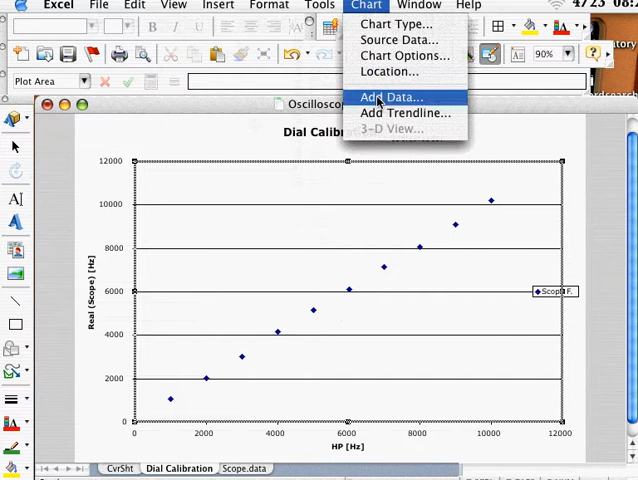 Excel File Edit View Insert Format Tools Chart Window Help
Chart Type...
Source Data...
Chart Options...
Location...
Add Data...
Add Trendline...
3-D View...
90%
Plot Area
Dial
12000
10000
8000
6000
4000
2000
0
Real (Scope) [Hz]
0 2000 4000 6000 8000 10000 12000
HP [Hz]
CvrSht Dial Calibration Scope.data